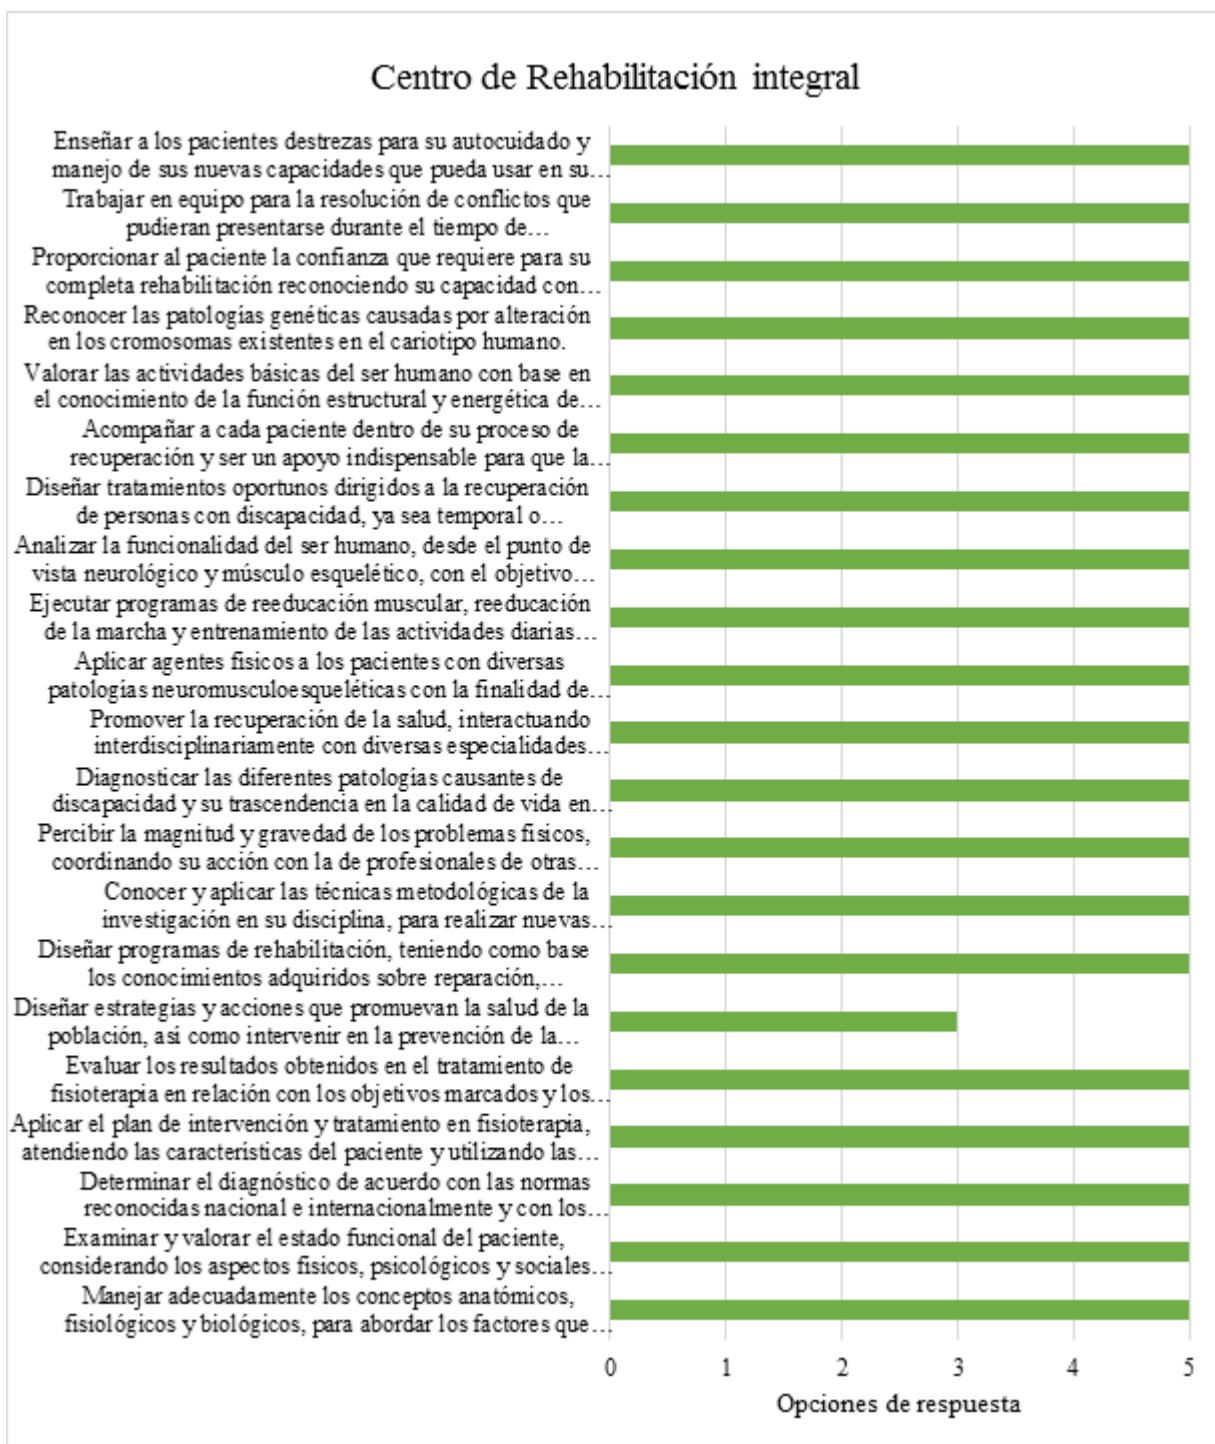 Centro de Rehabilitación integral
Enseñar a los pacientes destrezas para su autocuidado y
manejo de sus nuevas capacidades que pueda usar en su…
Trabajar en equipo para la resolución de conflictos que
pudieran presentarse durante el tiempo de…
Proporcionar al paciente la confianza que requiere para su
completa rehabilitación reconociendo su capacidad con…
Reconocer las patologías genéticas causadas por alteración
en los cromosomas existentes en el cariotipo humano.
Valorar las actividades básicas del ser humano con base en
el conocimiento de la función estructural y energética de…
Acompañar a cada paciente dentro de su proceso de
recuperación y ser un apoyo indispensable para que la…
Diseñar tratamientos oportunos dirigidos a la recuperación
de personas con discapacidad, ya sea temporal o…
Analizar la funcionalidad del ser humano, desde el punto de
vista neurológico y músculo esquelético, con el objetivo…
Ejecutar programas de reeducación muscular, reeducación
de la marcha y entrenamiento de las actividades diarias…
Aplicar agentes físicos a los pacientes con diversas
patologías neuromusculoesqueléticas con la finalidad de…
Promover la recuperación de la salud, interactuando
interdisciplinariamente con diversas especialidades…
Diagnosticar las diferentes patologías causantes de
discapacidad y su trascendencia en la calidad de vida en…
Percibir la magnitud y gravedad de los problemas físicos,
coordinando su acción con la de profesionales de otras…
Conocer y aplicar las técnicas metodológicas de la
investigación en su disciplina, para realizar nuevas…
Diseñar programas de rehabilitación, teniendo como base
los conocimientos adquiridos sobre reparación,…
Diseñar estrategias y acciones que promuevan la salud de la
población, así como intervenir en la prevención de la…
Evaluar los resultados obtenidos en el tratamiento de
fisioterapia en relación con los objetivos marcados y los…
Aplicar el plan de intervención y tratamiento en fisioterapia,
atendiendo las características del paciente y utilizando las…
Determinar el diagnóstico de acuerdo con las normas
reconocidas nacional e internacionalmente y con los…
Examinar y valorar el estado funcional del paciente,
considerando los aspectos físicos, psicológicos y sociales…
Manejar adecuadamente los conceptos anatómicos,
fisiológicos y biológicos, para abordar los factores que…
0 1 2 3 4 5
Opciones de respuesta